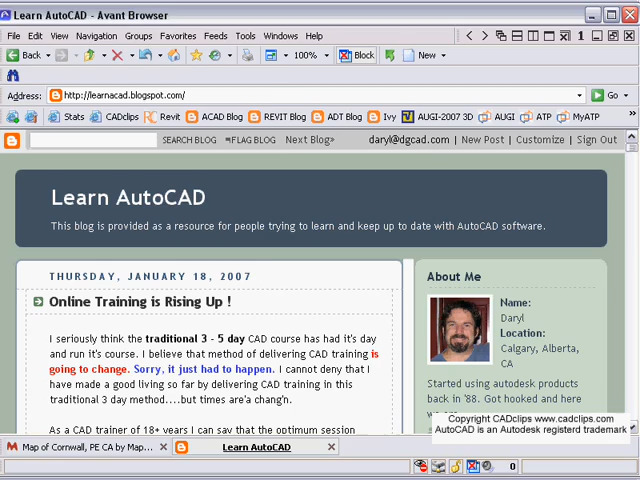 Learn AutoCAD - Avant Browser
File Edit View Navigation Groups Favorites Feeds Tools Windows Help 1
Back 100% Block New
Address: http://learnacad.blogspot.com/ Go
Stats CADclips Revit ACAD Blog REVIT Blog ADT Blog Ivy AUGI-2007 3D AUGI ATP MyATP
SEARCH BLOG FLAG BLOG Next Blog» daryl@dgcad.com | New Post | Customize | Sign Out
Learn AutoCAD
This blog is provided as a resource for people trying to learn and keep up to date with AutoCAD software.
THURSDAY, JANUARY 18, 2007
Online Training is Rising Up !
I seriously think the traditional 3 - 5 day CAD course has had it's day
and run it's course. I believe that method of delivering CAD training is
going to change. Sorry, it just had to happen. I cannot deny that I
have made a good living so far by delivering CAD training in this
traditional 3 day method....but times are'a chang'n.
As a CAD trainer of 18+ years I can say that the optimum session
About Me
Name:
Daryl
Location:
Calgary, Alberta,
CA
Started using autodesk products
back in '88. Got hooked and here
Copyright CADclips www.cadclips.com
AutoCAD is an Autodesk registerd trademark
Map of Cornwall, PE CA by Map... Learn AutoCAD
0